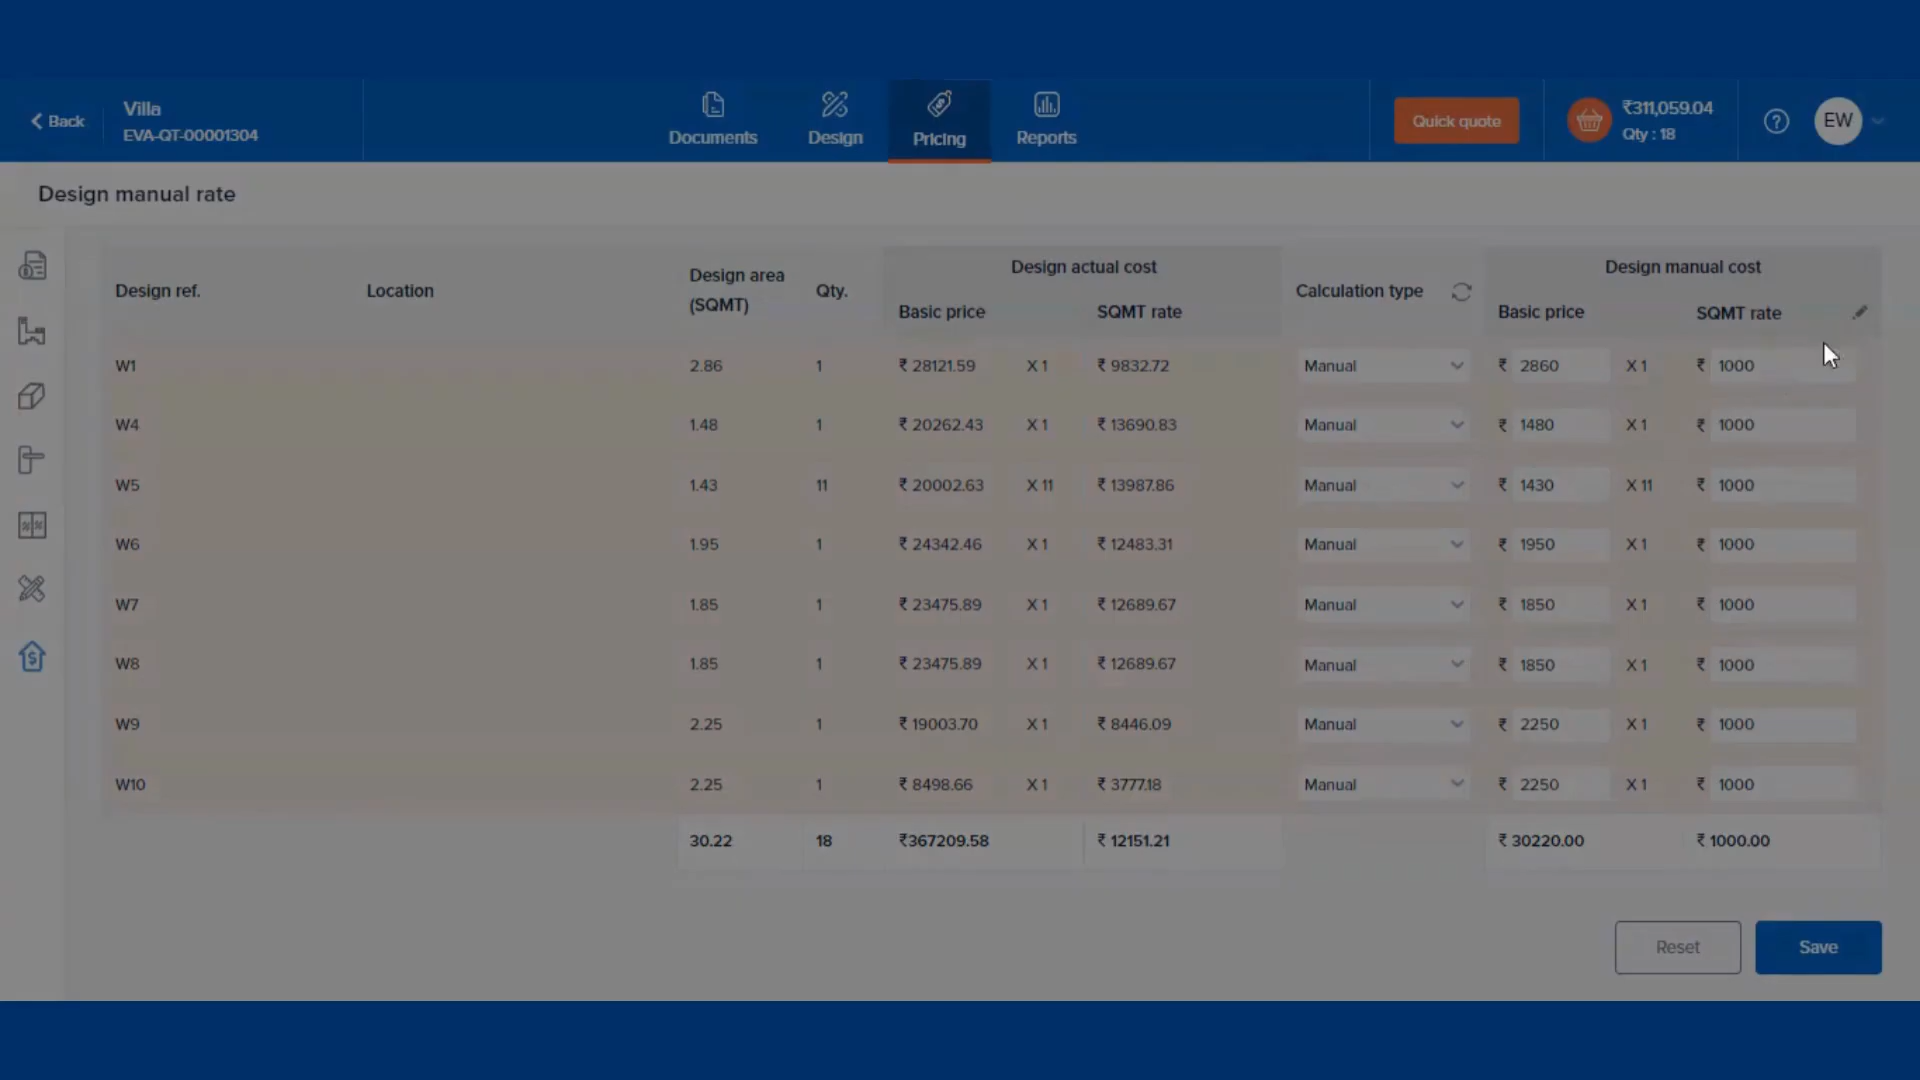 Back
Villa
EVA-QT-00001304
Documents
Design
Pricing
Reports
Quick quote
₹311,059.04
Qty : 18
?
EW
Design manual rate
Design ref. Location Design area (SQMT) Qty. Design actual cost Basic price SQMT rate Calculation type Design manual cost Basic price SQMT rate
W1 2.86 1 ₹ 28121.59 X 1 ₹ 9832.72 Manual ₹ 2860 X 1 ₹ 1000
W4 1.48 1 ₹ 20262.43 X 1 ₹ 13690.83 Manual ₹ 1480 X 1 ₹ 1000
W5 1.43 11 ₹ 20002.63 X 11 ₹ 13987.86 Manual ₹ 1430 X 11 ₹ 1000
W6 1.95 1 ₹ 24342.46 X 1 ₹ 12483.31 Manual ₹ 1950 X 1 ₹ 1000
W7 1.85 1 ₹ 23475.89 X 1 ₹ 12689.67 Manual ₹ 1850 X 1 ₹ 1000
W8 1.85 1 ₹ 23475.89 X 1 ₹ 12689.67 Manual ₹ 1850 X 1 ₹ 1000
W9 2.25 1 ₹ 19003.70 X 1 ₹ 8446.09 Manual ₹ 2250 X 1 ₹ 1000
W10 2.25 1 ₹ 8498.66 X 1 ₹ 3777.18 Manual ₹ 2250 X 1 ₹ 1000
30.22 18 ₹367209.58 ₹ 12151.21 ₹ 30220.00 ₹ 1000.00
Reset
Save